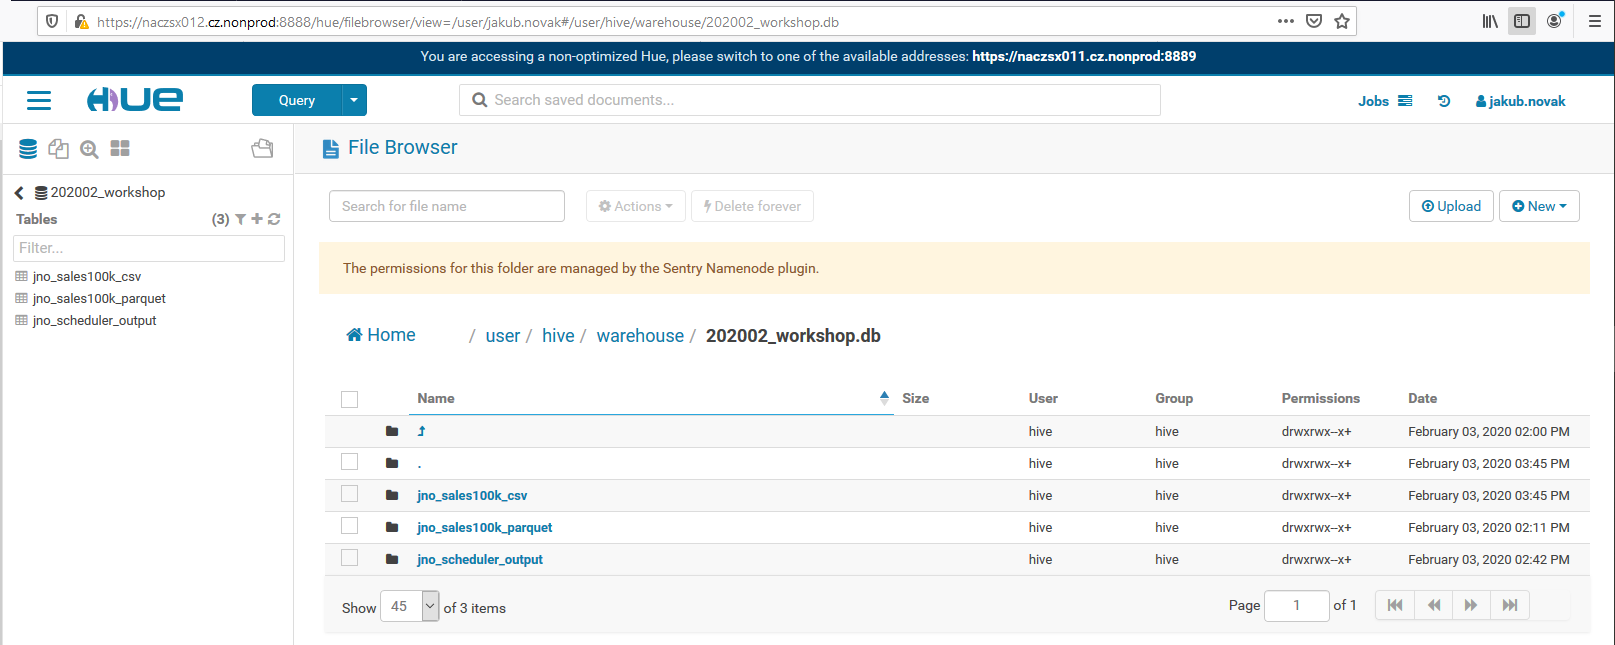 https://naczsx012.cz.nonprod:8888/hue/filebrowser/view=/user/jakub.novak#/user/hive/warehouse/202002_workshop.db
You are accessing a non-optimized Hue, please switch to one of the available addresses: https://naczsx011.cz.nonprod:8889
HUE Query Search saved documents... Jobs jakub.novak
File Browser
202002_workshop
Tables (3)
Filter...
jno_sales100k_csv
jno_sales100k_parquet
jno_scheduler_output
Search for file name Actions Delete forever Upload New
The permissions for this folder are managed by the Sentry Namenode plugin.
Home / user / hive / warehouse / 202002_workshop.db
Name Size User Group Permissions Date
hive hive drwxrwx--x+ February 03, 2020 02:00 PM
. hive hive drwxrwx--x+ February 03, 2020 03:45 PM
jno_sales100k_csv hive hive drwxrwx--x+ February 03, 2020 03:45 PM
jno_sales100k_parquet hive hive drwxrwx--x+ February 03, 2020 02:11 PM
jno_scheduler_output hive hive drwxrwx--x+ February 03, 2020 02:42 PM
Show 45 of 3 items Page 1 of 1